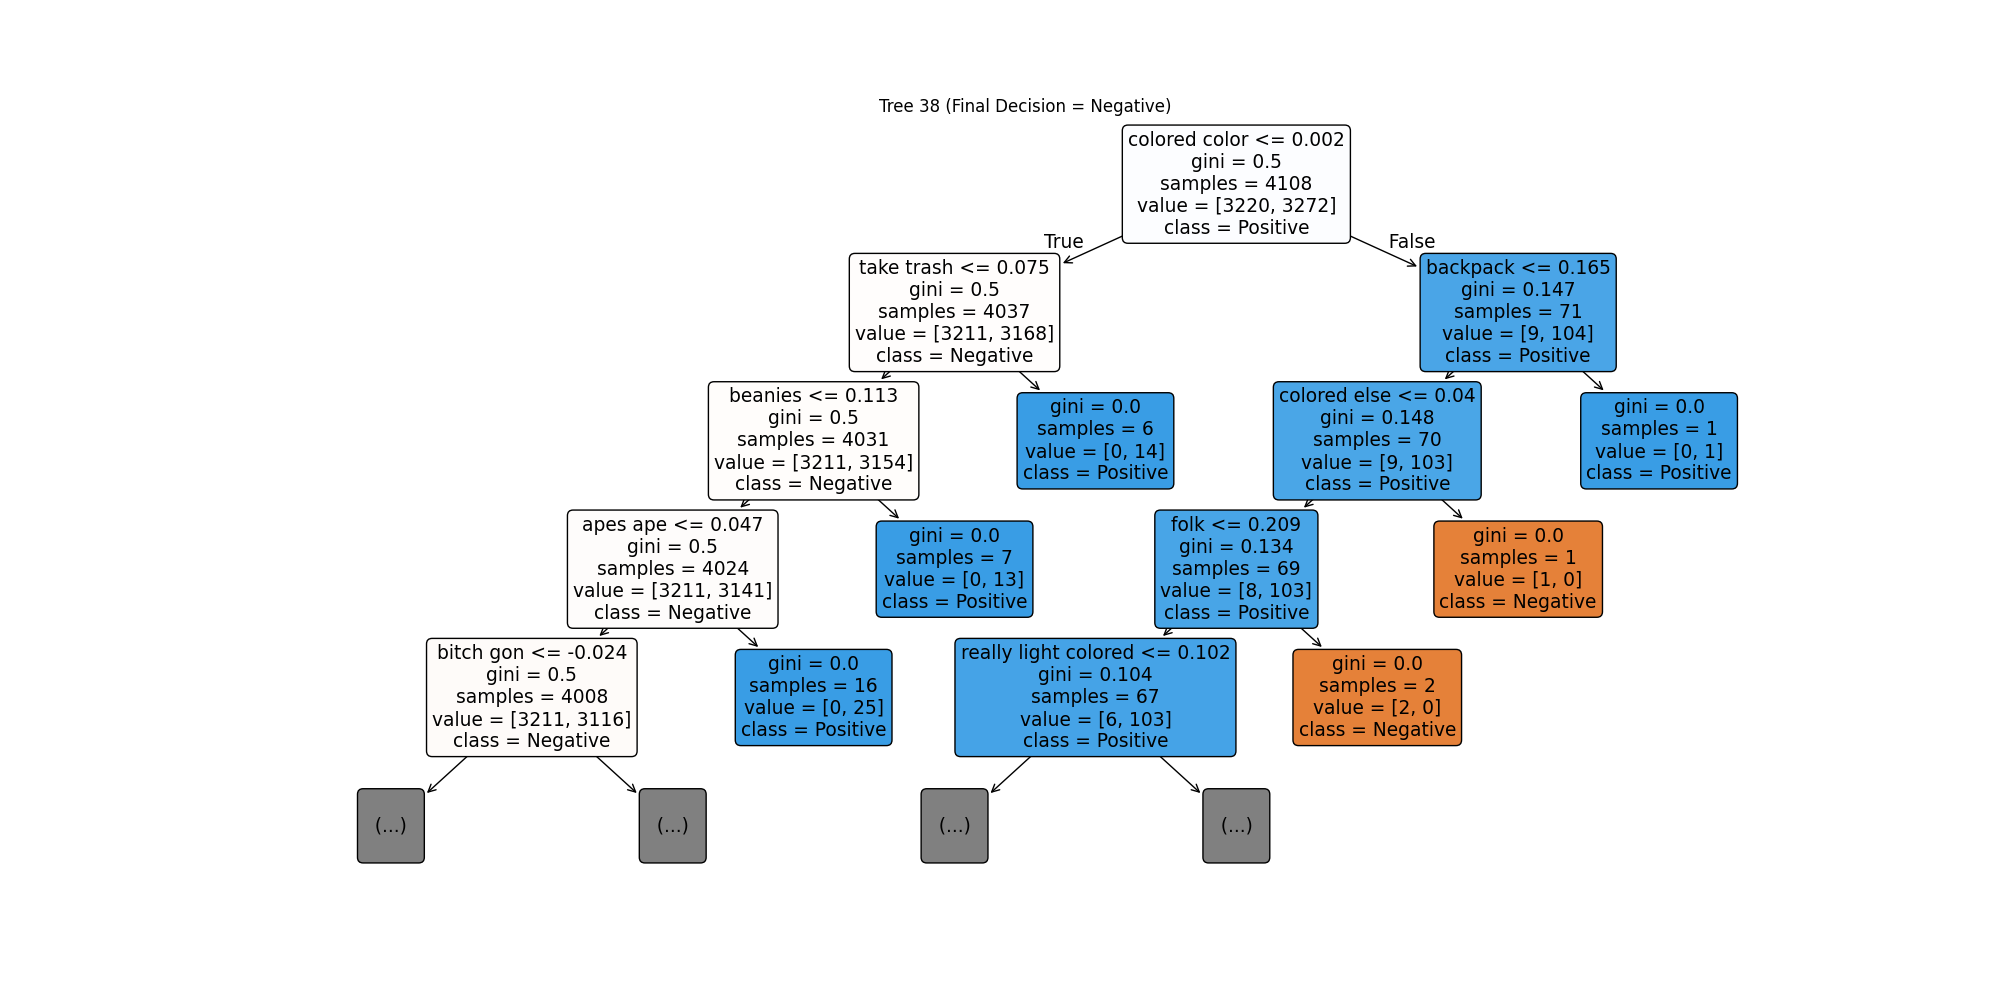 Tree 38 (Final Decision = Negative)
colored color <= 0.002
gini = 0.5
samples = 4108
value = [3220, 3272]
class = Positive
True
False
take trash <= 0.075
gini = 0.5
samples = 4037
value = [3211, 3168]
class = Negative
backpack <= 0.165
gini = 0.147
samples = 71
value = [9, 104]
class = Positive
beanies <= 0.113
gini = 0.5
samples = 4031
value = [3211, 3154]
class = Negative
gini = 0.0
samples = 6
value = [0, 14]
class = Positive
colored else <= 0.04
gini = 0.148
samples = 70
value = [9, 103]
class = Positive
gini = 0.0
samples = 1
value = [0, 1]
class = Positive
apes ape <= 0.047
gini = 0.5
samples = 4024
value = [3211, 3141]
class = Negative
gini = 0.0
samples = 7
value = [0, 13]
class = Positive
folk <= 0.209
gini = 0.134
samples = 69
value = [8, 103]
class = Positive
gini = 0.0
samples = 1
value = [1, 0]
class = Negative
bitch gon <= -0.024
gini = 0.5
samples = 4008
value = [3211, 3116]
class = Negative
gini = 0.0
samples = 16
value = [0, 25]
class = Positive
really light colored <= 0.102
gini = 0.104
samples = 67
value = [6, 103]
class = Positive
gini = 0.0
samples = 2
value = [2, 0]
class = Negative
(...)
(...)
(...)
(...)